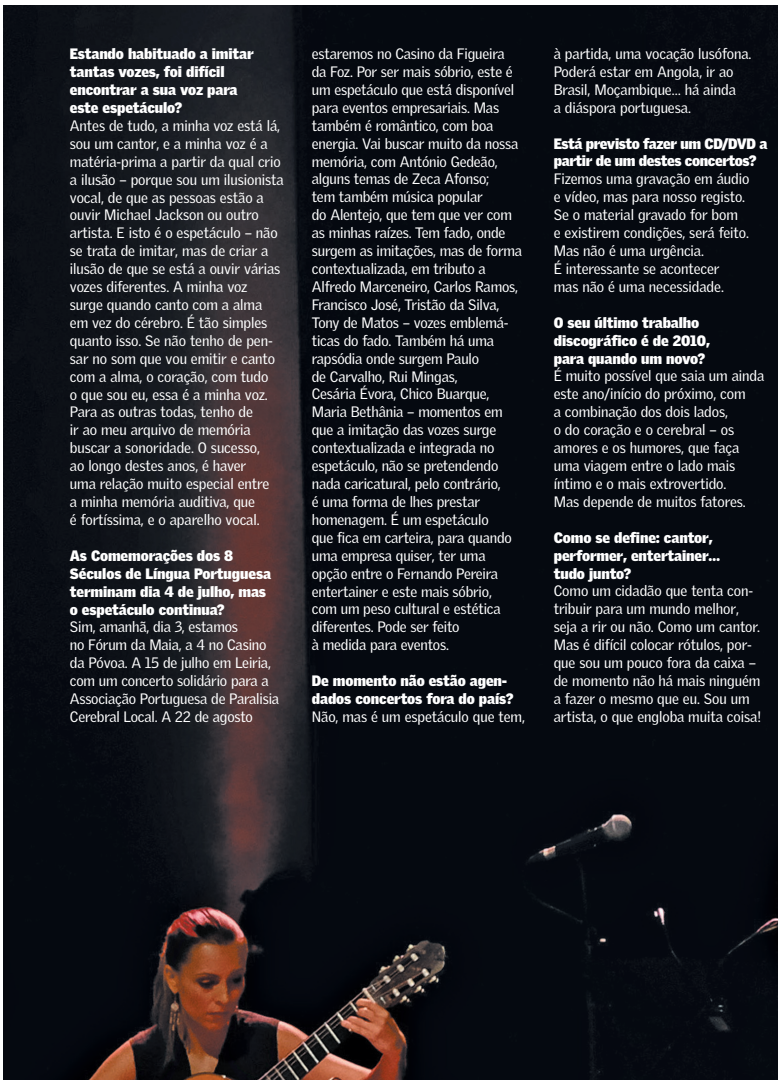 Estando habituado a imitar
tantas vozes, foi difícil
encontrar a sua voz para
este espetáculo?
Antes de tudo, a minha voz está lá,
sou um cantor, e a minha voz é a
matéria-prima a partir da qual crio
a ilusão – porque sou um ilusionista
vocal, de que as pessoas estão a
ouvir Michael Jackson ou outro
artista. E isto é o espetáculo – não
se trata de imitar, mas de criar a
ilusão de que se está a ouvir várias
vozes diferentes. A minha voz
surge quando canto com a alma
em vez do cérebro. É tão simples
quanto isso. Se não tenho de pen-
sar no som que vou emitir e canto
com a alma, o coração, com tudo
o que sou eu, essa é a minha voz.
Para as outras todas, tenho de
ir ao meu arquivo de memória
buscar a sonoridade. O sucesso,
ao longo destes anos, é haver
uma relação muito especial entre
a minha memória auditiva, que
é fortíssima, e o aparelho vocal.
As Comemorações dos 8
Séculos de Língua Portuguesa
terminam dia 4 de julho, mas
o espetáculo continua?
Sim, amanhã, dia 3, estamos
no Fórum da Maia, a 4 no Casino
da Póvoa. A 15 de julho em Leiria,
com um concerto solidário para a
Associação Portuguesa de Paralisia
Cerebral Local. A 22 de agosto
estaremos no Casino da Figueira
da Foz. Por ser mais sóbrio, este é
um espetáculo que está disponível
para eventos empresariais. Mas
também é romântico, com boa
energia. Vai buscar muito da nossa
memória, com António Gedeão,
alguns temas de Zeca Afonso;
tem também música popular
do Alentejo, que tem que ver com
as minhas raízes. Tem fado, onde
surgem as imitações, mas de forma
contextualizada, em tributo a
Alfredo Marceneiro, Carlos Ramos,
Francisco José, Tristão da Silva,
Tony de Matos – vozes emblemá-
ticas do fado. Também há uma
rapsódia onde surgem Paulo
de Carvalho, Rui Mingas,
Cesária Évora, Chico Buarque,
Maria Bethânia – momentos em
que a imitação das vozes surge
contextualizada e integrada no
espetáculo, não se pretendendo
nada caricatural, pelo contrário,
é uma forma de lhes prestar
homenagem. É um espetáculo
que fica em carteira, para quando
uma empresa quiser, ter uma
opção entre o Fernando Pereira
entertainer e este mais sóbrio,
com um peso cultural e estética
diferentes. Pode ser feito
à medida para eventos.
De momento não estão agen-
dados concertos fora do país?
Não, mas é um espetáculo que tem,
à partida, uma vocação lusófona.
Poderá estar em Angola, ir ao
Brasil, Moçambique... há ainda
a diáspora portuguesa.
Está previsto fazer um CD/DVD a
partir de um destes concertos?
Fizemos uma gravação em áudio
e vídeo, mas para nosso registo.
Se o material gravado for bom
e existirem condições, será feito.
Mas não é uma urgência.
É interessante se acontecer
mas não é uma necessidade.
O seu último trabalho
discográfico é de 2010,
para quando um novo?
É muito possível que saia um ainda
este ano/início do próximo, com
a combinação dos dois lados,
o do coração e o cerebral – os
amores e os humores, que faça
uma viagem entre o lado mais
íntimo e o mais extrovertido.
Mas depende de muitos fatores.
Como se define: cantor,
performer, entertainer...
tudo junto?
Como um cidadão que tenta con-
tribuir para um mundo melhor,
seja a rir ou não. Como um cantor.
Mas é difícil colocar rótulos, por-
que sou um pouco fora da caixa –
de momento não há mais ninguém
a fazer o mesmo que eu. Sou um
artista, o que engloba muita coisa!